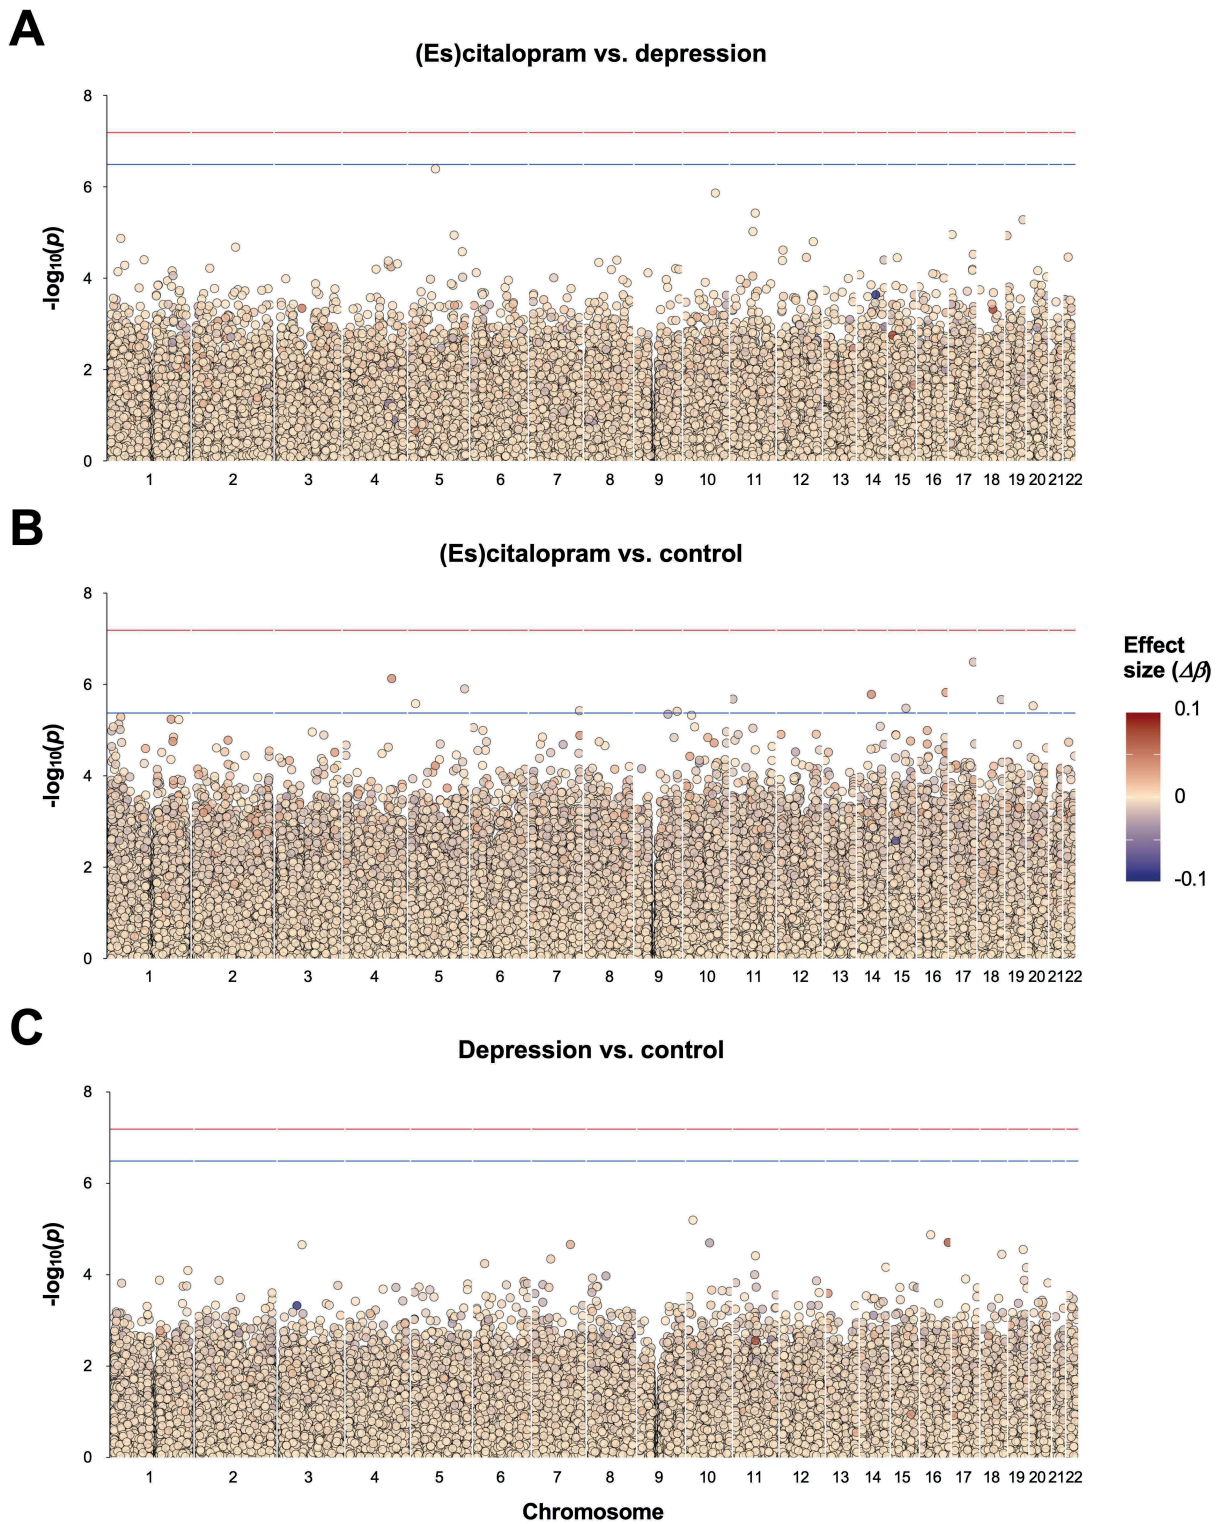 A
(Es)citalopram vs. depression
8
6
4
2
0
-log10(p)
1 2 3 4 5 6 7 8 9 10 11 12 13 14 15 16 17 18 19 20 21 22
B
(Es)citalopram vs. control
8
6
4
2
0
-log10(p)
1 2 3 4 5 6 7 8 9 10 11 12 13 14 15 16 17 18 19 20 21 22
Effect
size (Δβ)
0.1
0
-0.1
C
Depression vs. control
8
6
4
2
0
-log10(p)
1 2 3 4 5 6 7 8 9 10 11 12 13 14 15 16 17 18 19 20 21 22
Chromosome